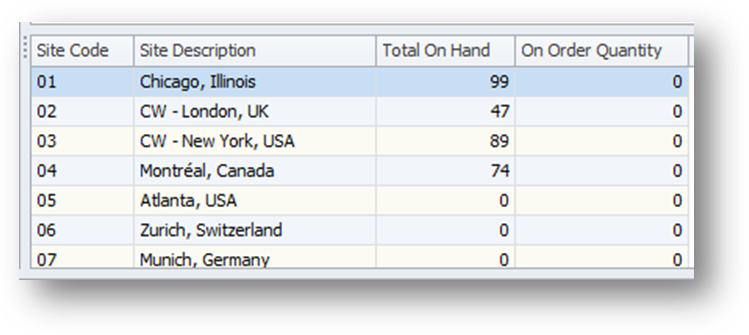 Site Code Site Description Total On Hand On Order Quantity
01 Chicago, Illinois 99 0
02 CW - London, UK 47 0
03 CW - New York, USA 89 0
04 Montréal, Canada 74 0
05 Atlanta, USA 0 0
06 Zurich, Switzerland 0 0
07 Munich, Germany 0 0